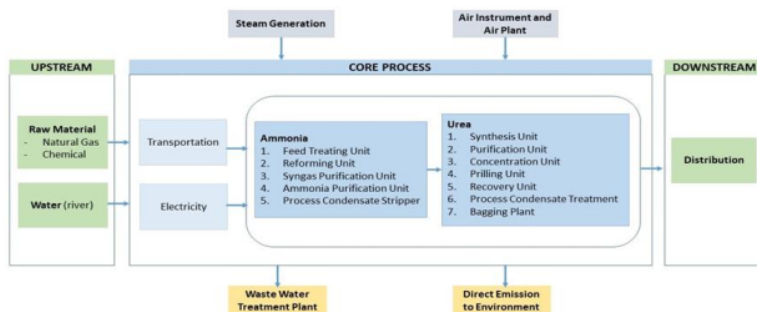 Steam Generation
Air Instrument and
Air Plant
UPSTREAM
CORE PROCESS
DOWNSTREAM
Raw Material
- Natural Gas
- Chemical
Water (river)
Transportation
Electricity
Ammonia
1. Feed Treating Unit
2. Reforming Unit
3. Syngas Purification Unit
4. Ammonia Purification Unit
5. Process Condensate Stripper
Urea
1. Synthesis Unit
2. Purification Unit
3. Concentration Unit
4. Prilling Unit
5. Recovery Unit
6. Process Condensate Treatment
7. Bagging Plant
Distribution
Waste Water
Treatment Plant
Direct Emission
to Environment